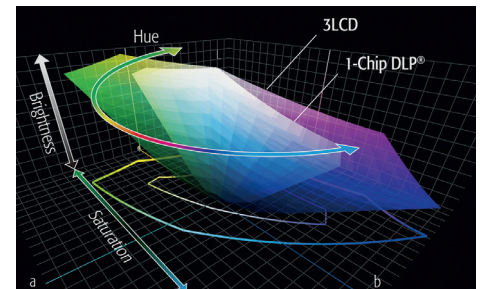 Hue
3LCD
1-Chip DLP®
Brightness
Saturation
a
b